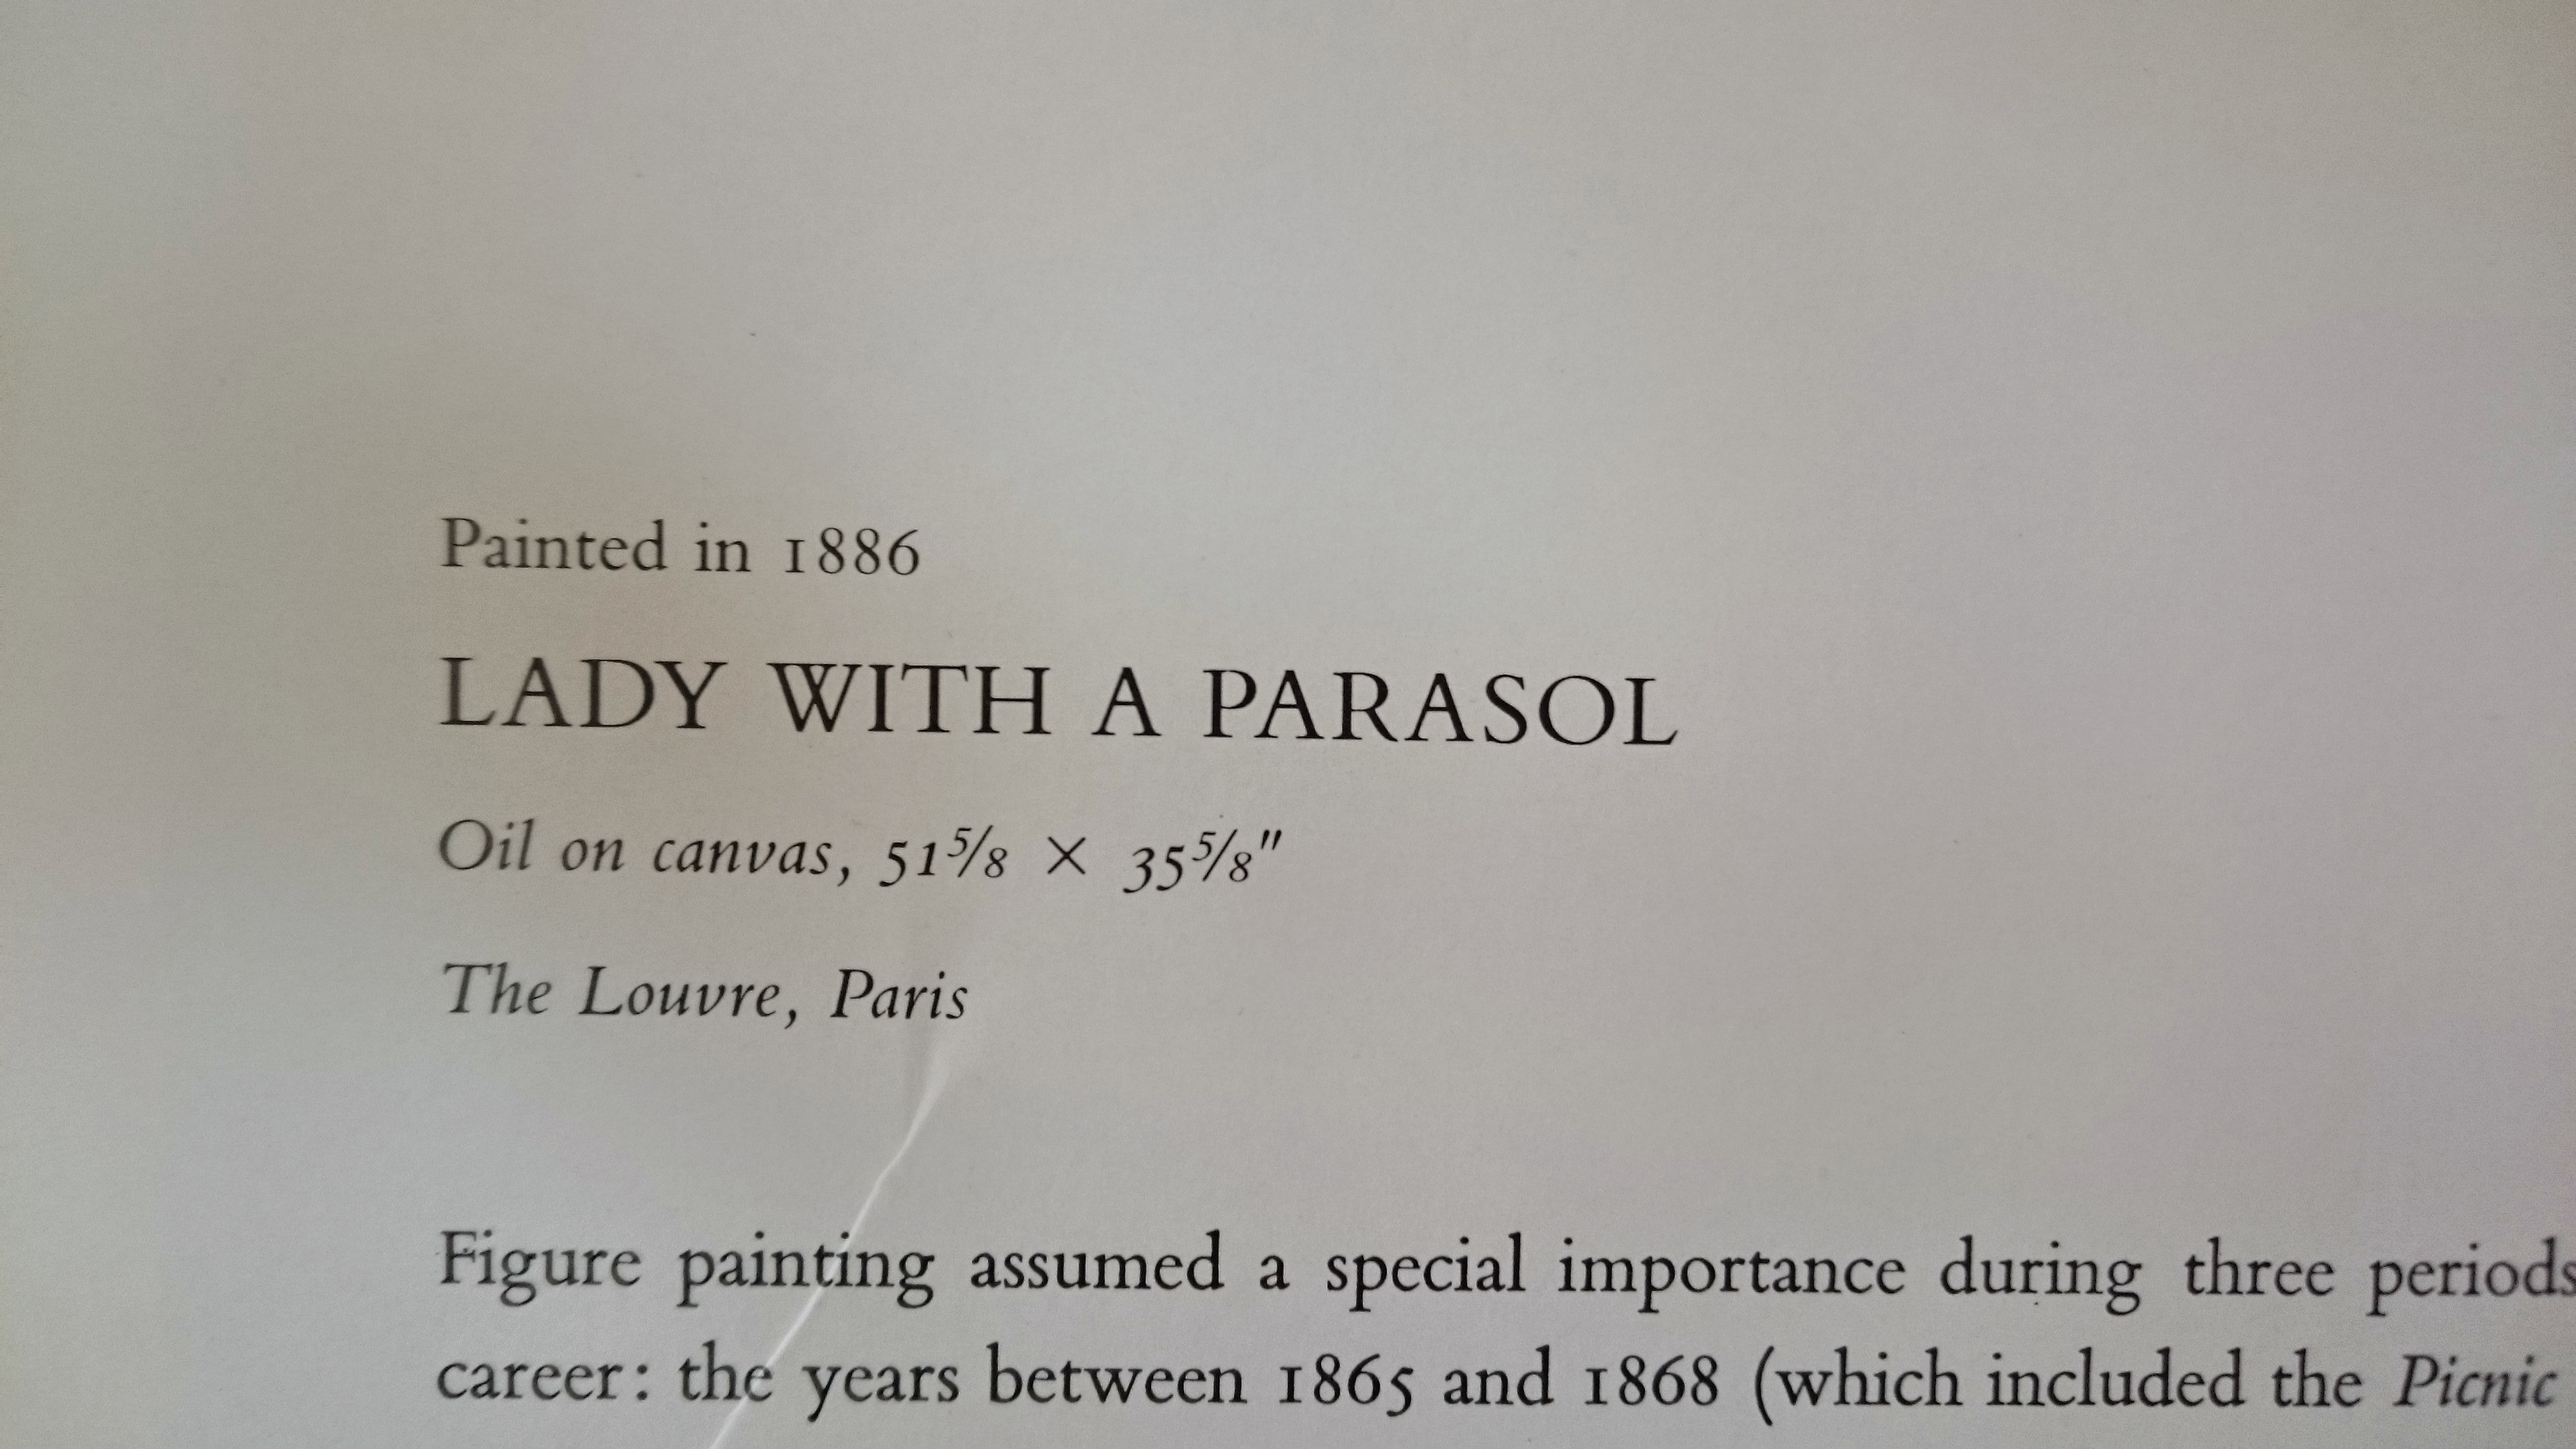 Painted in 1886
LADY WITH A PARASOL
Oil on canvas, 51⅝ × 35⅝"
The Louvre, Paris
Figure painting assumed a special importance during three periods
career: the years between 1865 and 1868 (which included the Picnic